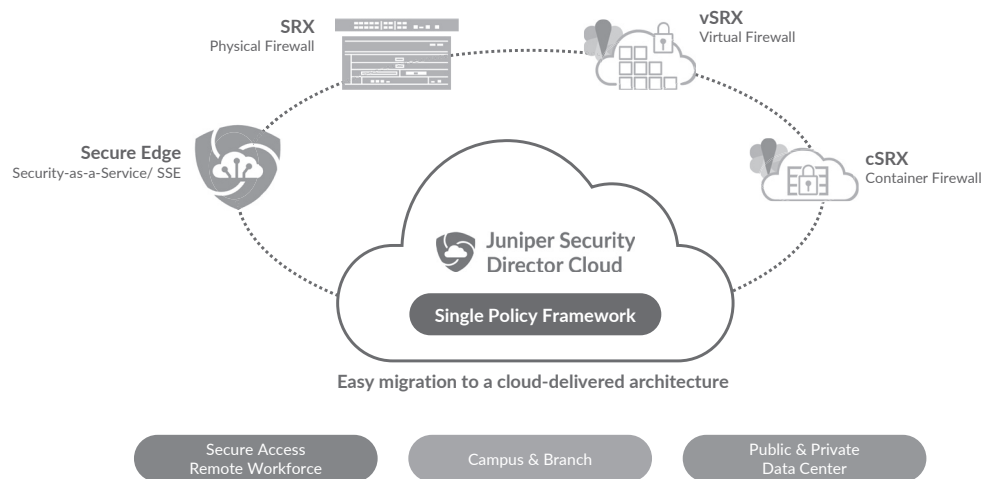 SRX
Physical Firewall
vSRX
Virtual Firewall
Secure Edge
Security-as-a-Service/ SSE
cSRX
Container Firewall
Juniper Security
Director Cloud
Single Policy Framework
Easy migration to a cloud-delivered architecture
Secure Access
Remote Workforce
Campus & Branch
Public & Private
Data Center